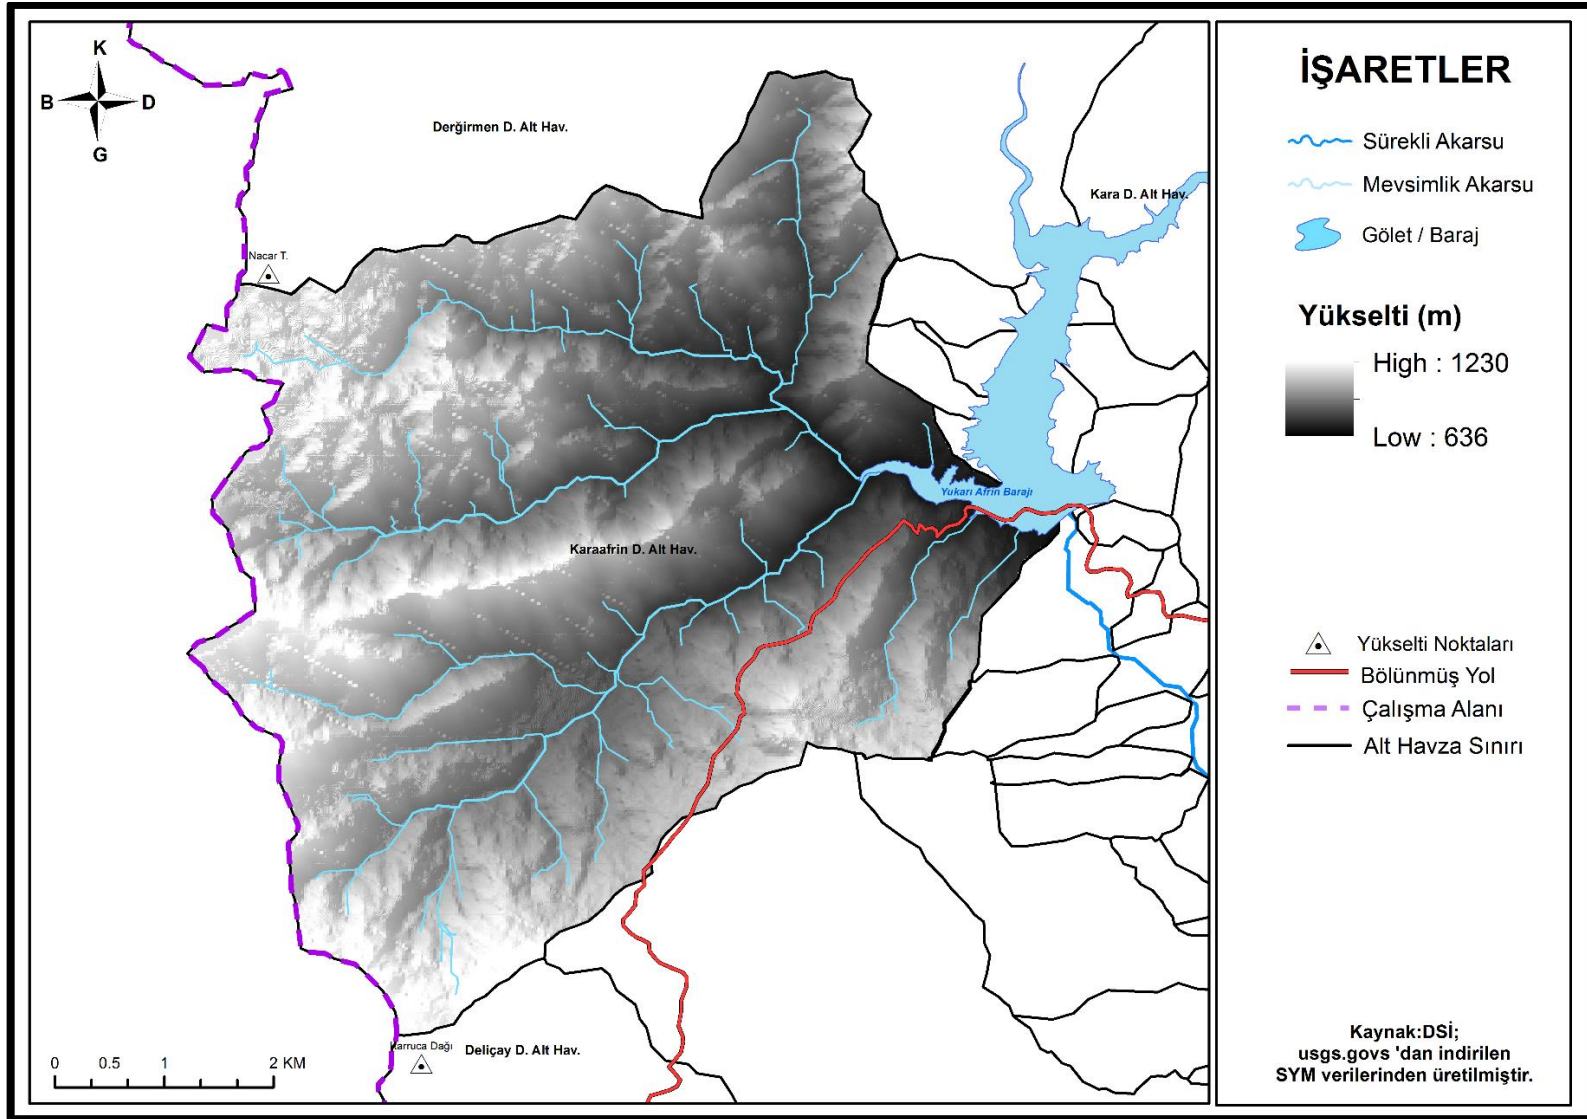 K
B D
G
Derğirmen D. Alt Hav.
Kara D. Alt Hav.
Nacar T.
Yukarı Afrin Barajı
Karaafrin D. Alt Hav.
Deliçay D. Alt Hav.
0 0.5 1 2 KM
İŞARETLER
Sürekli Akarsu
Mevsimlik Akarsu
Gölet / Baraj
Yükselti (m)
High : 1230
Low : 636
Yükselti Noktaları
Bölünmüş Yol
Çalışma Alanı
Alt Havza Sınırı
Kaynak:DSİ;
usgs.govs 'dan indirilen
SYM verilerinden üretilmiştir.